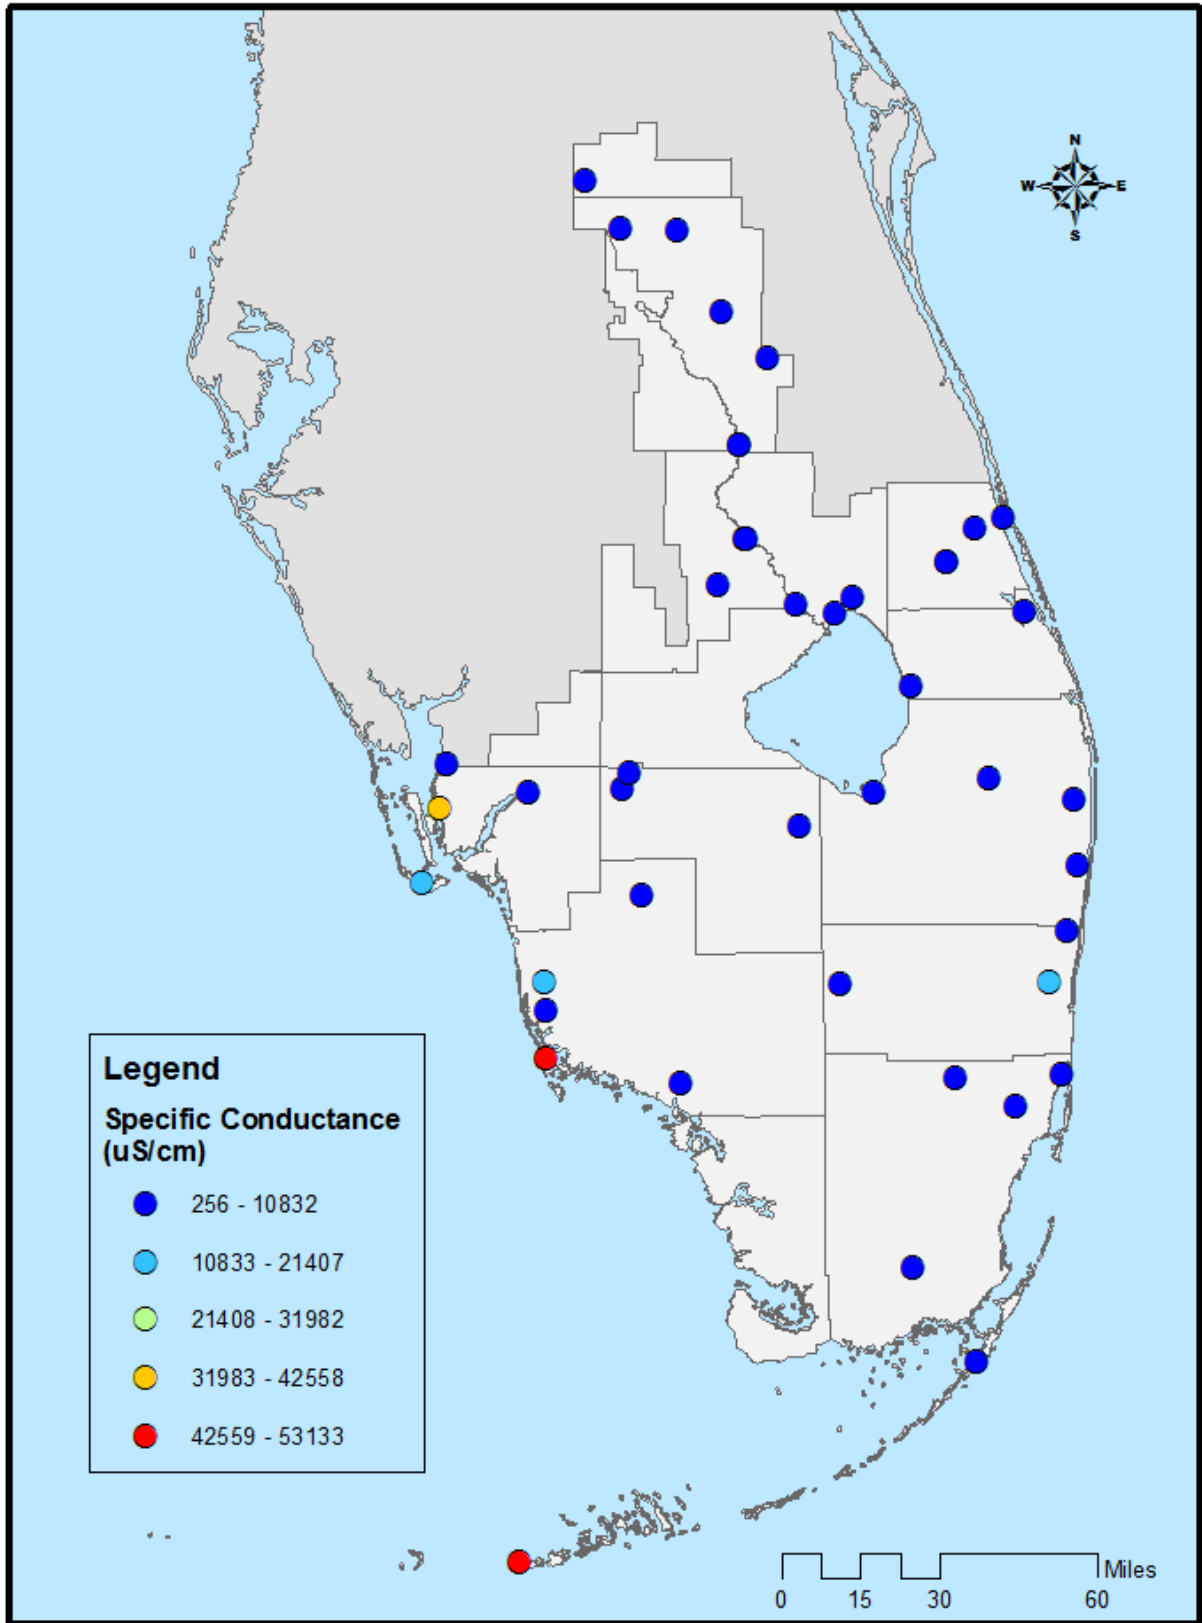 N
W E
S
Legend
Specific Conductance
(uS/cm)
256 - 10832
10833 - 21407
21408 - 31982
31983 - 42558
42559 - 53133
Miles
0 15 30 60